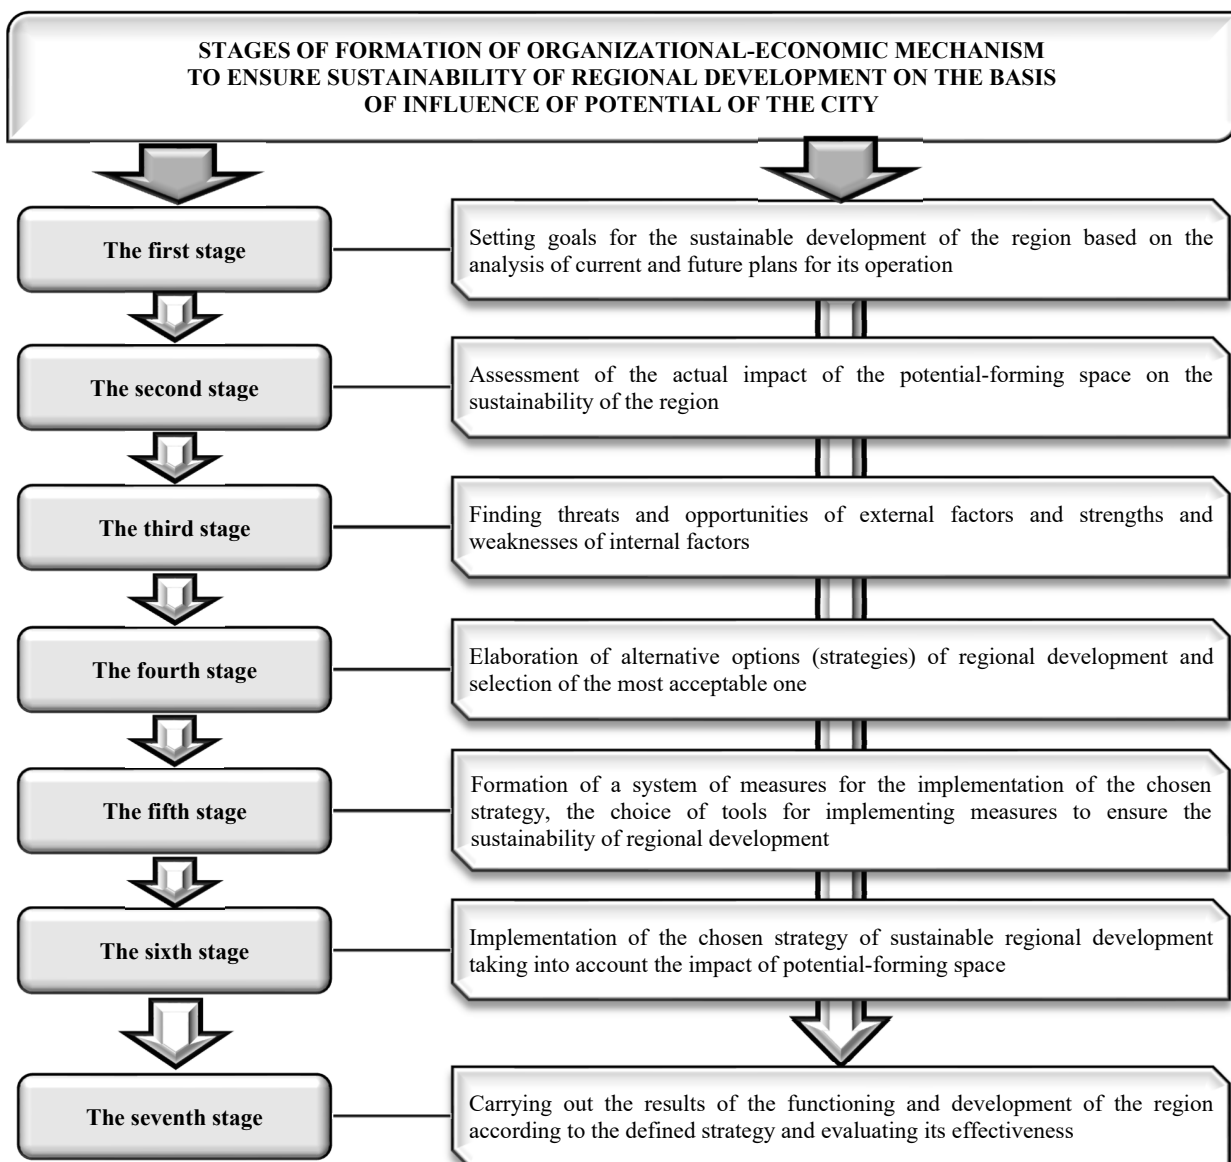 STAGES OF FORMATION OF ORGANIZATIONAL-ECONOMIC MECHANISM
TO ENSURE SUSTAINABILITY OF REGIONAL DEVELOPMENT ON THE BASIS
OF INFLUENCE OF POTENTIAL OF THE CITY
The first stage
Setting goals for the sustainable development of the region based on the
analysis of current and future plans for its operation
The second stage
Assessment of the actual impact of the potential-forming space on the
sustainability of the region
The third stage
Finding threats and opportunities of external factors and strengths and
weaknesses of internal factors
The fourth stage
Elaboration of alternative options (strategies) of regional development and
selection of the most acceptable one
The fifth stage
Formation of a system of measures for the implementation of the chosen
strategy, the choice of tools for implementing measures to ensure the
sustainability of regional development
The sixth stage
Implementation of the chosen strategy of sustainable regional development
taking into account the impact of potential-forming space
The seventh stage
Carrying out the results of the functioning and development of the region
according to the defined strategy and evaluating its effectiveness